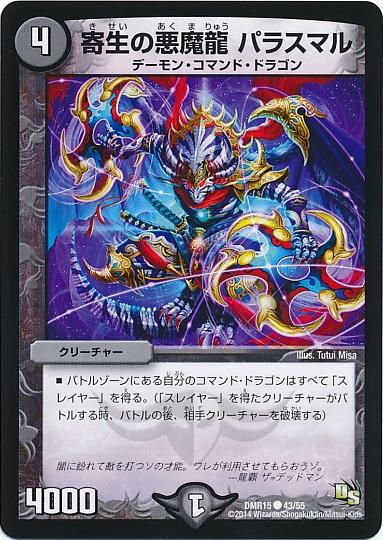 4
きせい あくまりゅう
寄生の悪魔龍 パラスマル
デーモン・コマンド・ドラゴン
Illus. Tutui Misa
クリーチャー
■ バトルゾーンにある自分のコマンド・ドラゴンはすべて「ス
レイヤー」を得る。（「スレイヤー」を得たクリーチャーがバ
トルする時、バトルの後、相手クリーチャーを破壊する）
闇に紛れて敵を打つソの才能。ワレが利用させてもらおう。
---龍覇 ザ=デッドマン
4000
1
DS
DMR15 ● 43/55
©2014 Wizards/Shogakukan/Mitsui-Kids